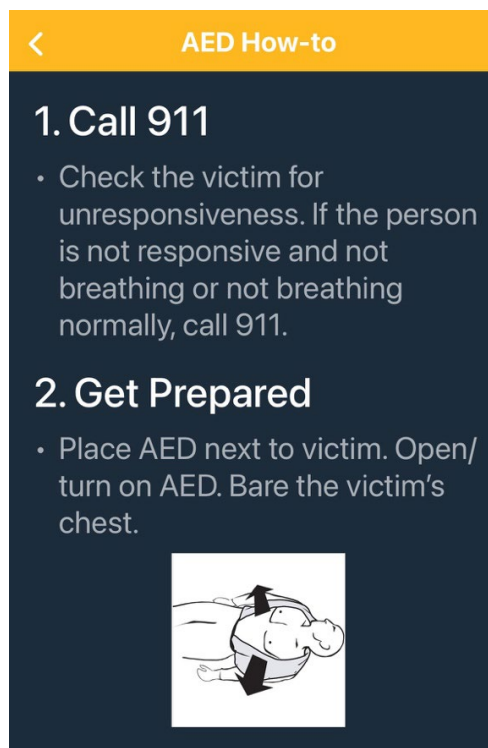 AED How-to
1. Call 911
• Check the victim for
unresponsiveness. If the person
is not responsive and not
breathing or not breathing
normally, call 911.
2. Get Prepared
• Place AED next to victim. Open/
turn on AED. Bare the victim's
chest.